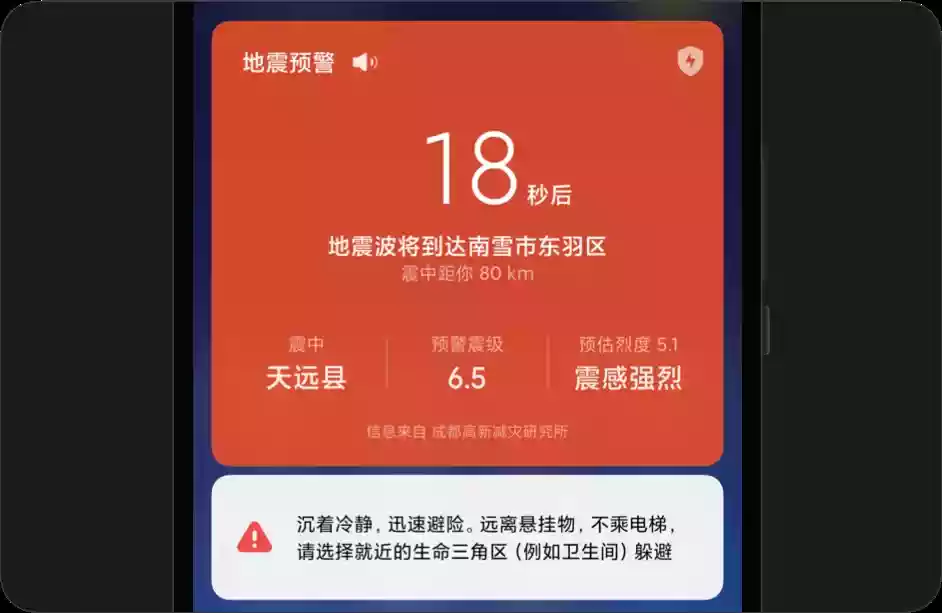 地震预警
18秒后
地震波将到达南雪市东羽区
震中距你 80 km
震中 预警震级 预估烈度 5.1
天远县 6.5 震感强烈
信息来自 成都高新减灾研究所
沉着冷静，迅速避险。远离悬挂物，不乘电梯，
请选择就近的生命三角区（例如卫生间）躲避